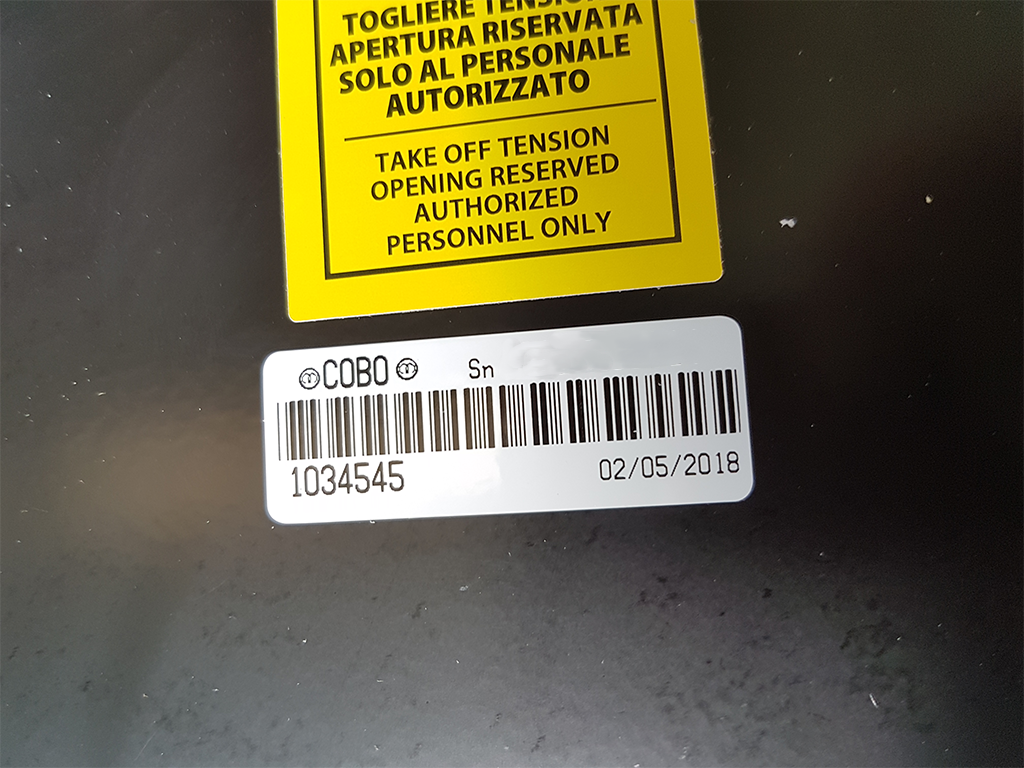 TOGLIERE TENSIONE
APERTURA RISERVATA
SOLO AL PERSONALE
AUTORIZZATO
TAKE OFF TENSION
OPENING RESERVED
AUTHORIZED
PERSONNEL ONLY
COBO Sn
1034545 02/05/2018